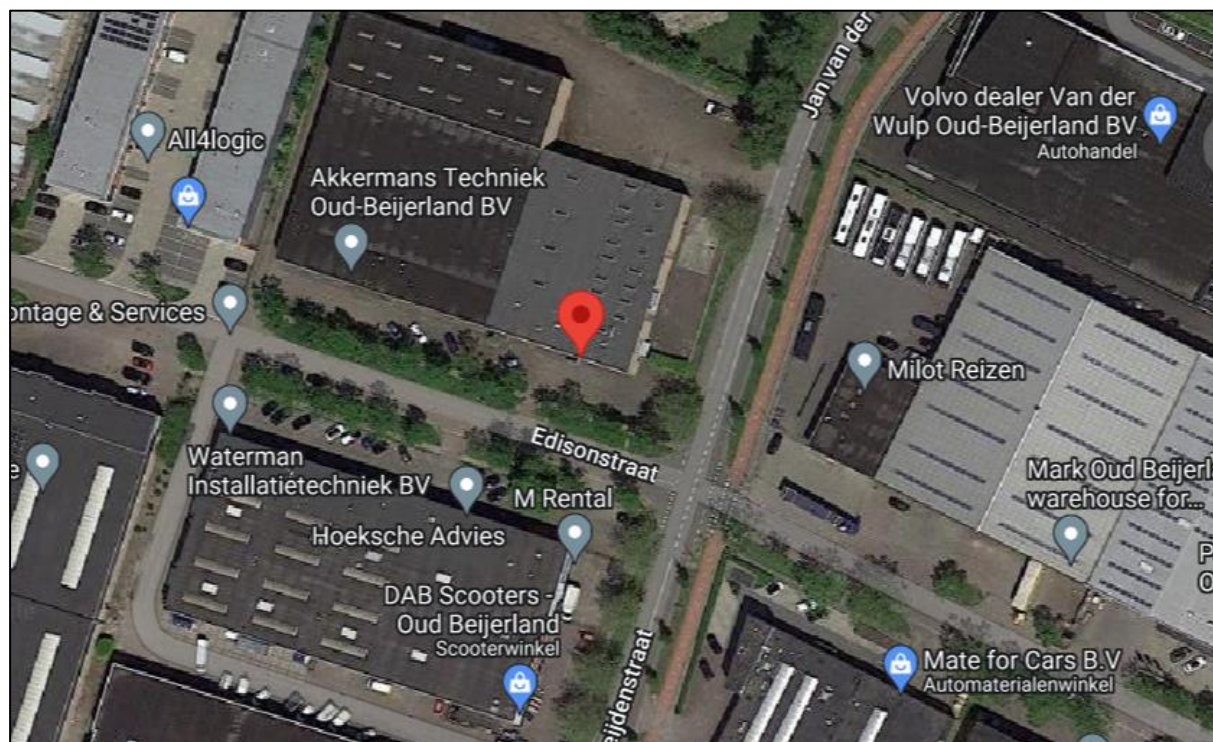 Jan van der
Volvo dealer Van der
Wulp Oud-Beijerland BV
Autohandel
All4logic
Akkermans Techniek
Oud-Beijerland BV
ontage & Services
Milot Reizen
Edisonstraat
Waterman
Installatietechniek BV
Mark Oud Beijerl
warehouse for...
e
M Rental
Hoeksche Advies
P
O
DAB Scooters -
Oud Beijerland
Scooterwinkel
Mate for Cars B.V
Automaterialenwinkel
eijdenstraat